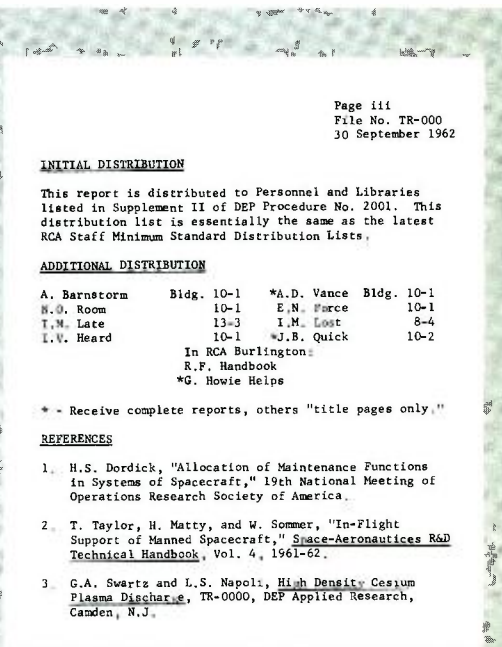 Page iii
File No. TR-000
30 September 1962
INITIAL DISTRIBUTION
This report is distributed to Personnel and Libraries
listed in Supplement II of DEP Procedure No. 2001. This
distribution list is essentially the same as the latest
RCA Staff Minimum Standard Distribution Lists.
ADDITIONAL DISTRIBUTION
A. Barnstorm Bldg. 10-1 *A.D. Vance Bldg. 10-1
N.O. Room 10-1 E.N. Force 10-1
T.M. Late 13-3 I.M. Lost 8-4
I.V. Heard 10-1 *J.B. Quick 10-2
In RCA Burlington:
R.F. Handbook
*G. Howie Helps
* - Receive complete reports, others "title pages only."
REFERENCES
1. H.S. Dordick, "Allocation of Maintenance Functions
in Systems of Spacecraft," 19th National Meeting of
Operations Research Society of America.
2. T. Taylor, H. Matty, and W. Sommer, "In-Flight
Support of Manned Spacecraft," Space-Aeronautices R&D
Technical Handbook, Vol. 4, 1961-62.
3. G.A. Swartz and L.S. Napoli, High Density Cesium
Plasma Discharge, TR-0000, DEP Applied Research,
Camden, N.J.